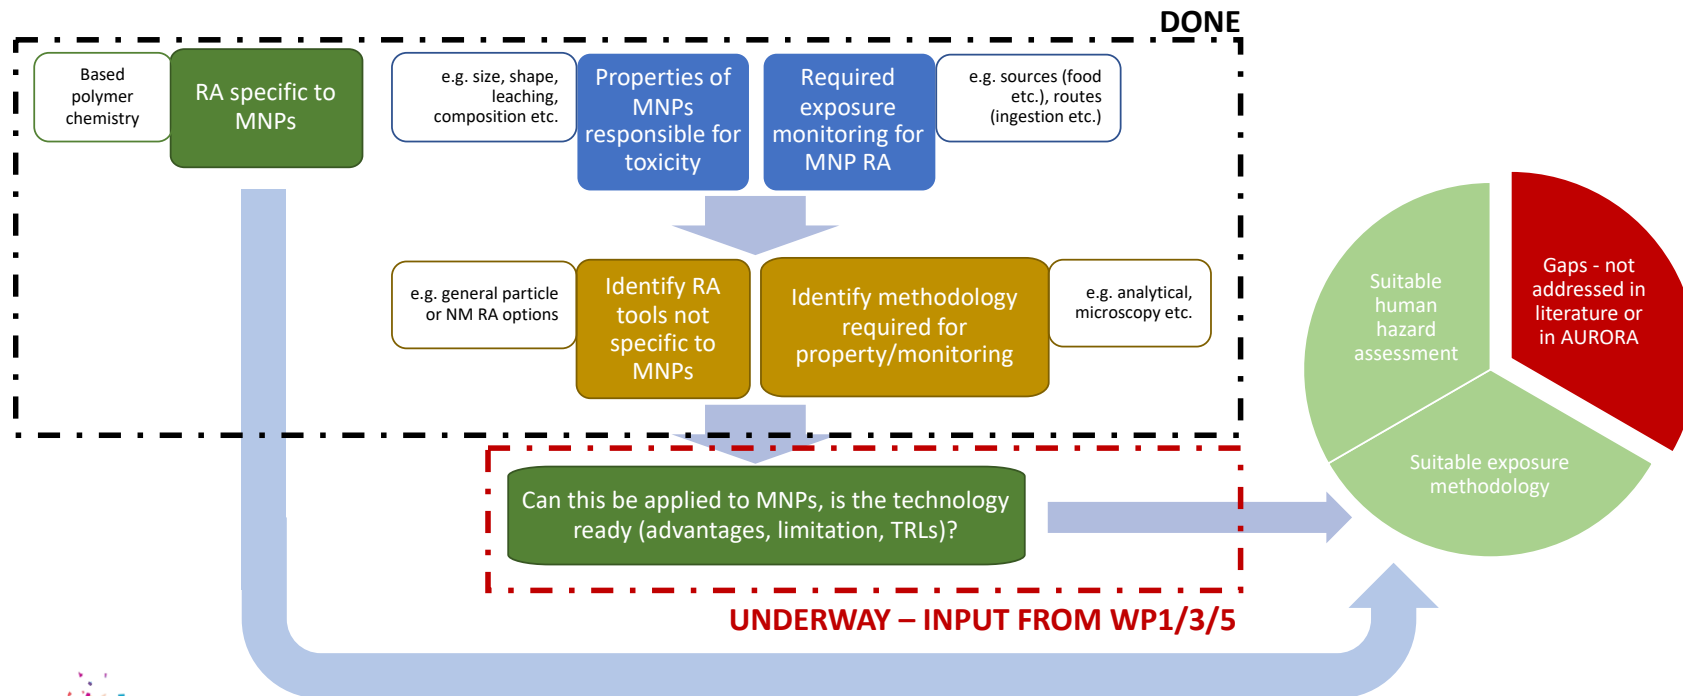 DONE
Based
polymer
chemistry
RA specific to
MNPs
e.g. size, shape,
leaching,
composition etc.
Properties of
MNPs
responsible for
toxicity
Required
exposure
monitoring for
MNP RA
e.g. sources (food
etc.), routes
(ingestion etc.)
e.g. general particle
or NM RA options
Identify RA
tools not
specific to
MNPs
Identify methodology
required for
property/monitoring
e.g. analytical,
microscopy etc.
Suitable
human
hazard
assessment
Gaps - not
addressed in
literature or
in AURORA
Suitable exposure
methodology
Can this be applied to MNPs, is the technology
ready (advantages, limitation, TRLs)?
UNDERWAY – INPUT FROM WP1/3/5